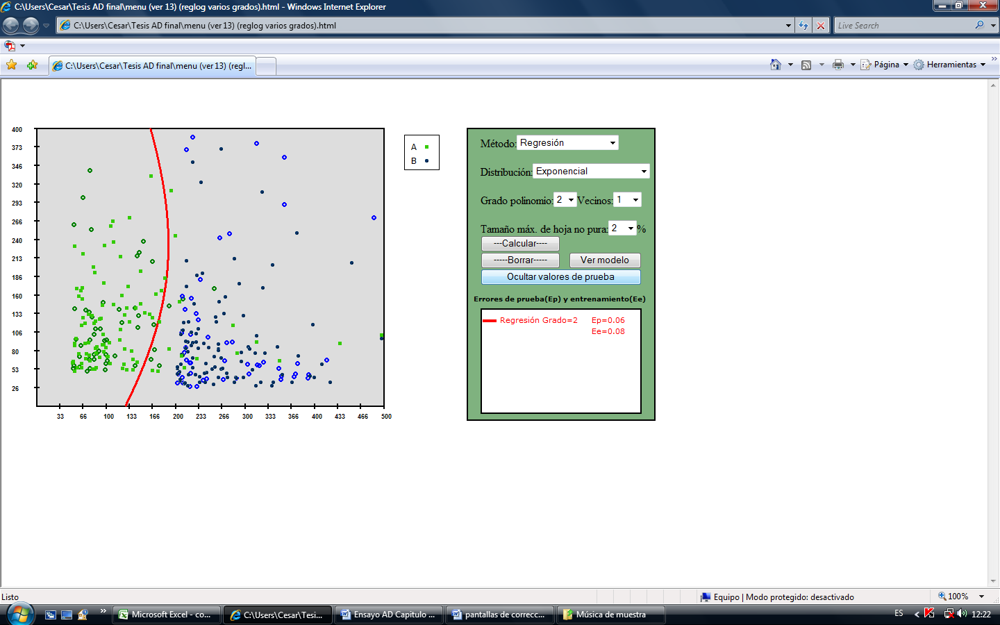 C:\Users\Cesar\Tesis AD final\menu (ver 13) (reglog varios grados).html - Windows Internet Explorer
C:\Users\Cesar\Tesis AD final\menu (ver 13) (reglog varios grados).html
Live Search
C:\Users\Cesar\Tesis AD final\menu (ver 13) (regl...
Página
Herramientas
400
373
346
320
293
266
240
213
186
160
133
106
80
53
26
33 66 100 133 166 200 233 266 300 333 366 400 433 466 500
A
B
Método: Regresión
Distribución: Exponencial
Grado polinomio: 2 Vecinos: 1
Tamaño máx. de hoja no pura: 2 %
---Calcular----
-----Borrar----- Ver modelo
Ocultar valores de prueba
Errores de prueba(Ep) y entrenamiento(Ee)
Regresión Grado=2 Ep=0.06
Ee=0.08
Listo
Equipo | Modo protegido: desactivado
100%
Microsoft Excel - co...
C:\Users\Cesar\Tesi...
Ensayo AD Capitulo ...
pantallas de correcc...
Música de muestra
ES
12:22